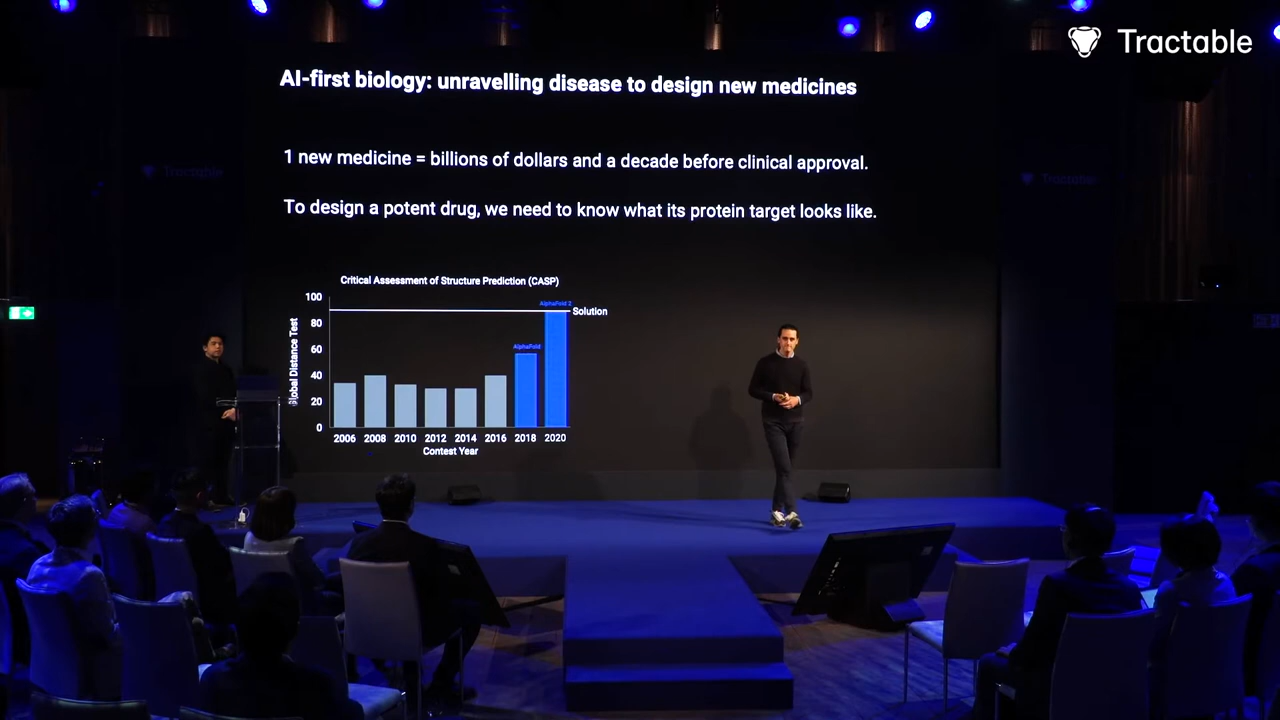 Tractable
AI-first biology: unravelling disease to design new medicines
1 new medicine = billions of dollars and a decade before clinical approval.
Tractable
Tractable
To design a potent drug, we need to know what its protein target looks like.
Critical Assessment of Structure Prediction (CASP)
100
AlphaFold 2
Solution
80
Global Distance Test
60
AlphaFold
40
20
0
2006 2008 2010 2012 2014 2016 2018 2020
Contest Year